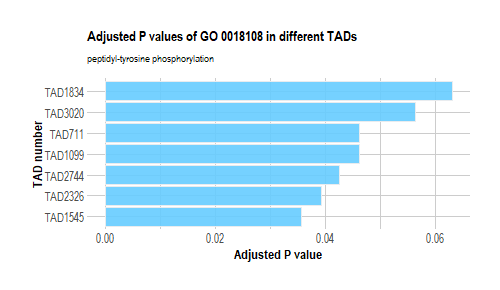 Adjusted P values of GO 0018108 in different TADs
peptidyl-tyrosine phosphorylation
TAD number
TAD1834
TAD3020
TAD711
TAD1099
TAD2744
TAD2326
TAD1545
0.00 0.02 0.04 0.06
Adjusted P value